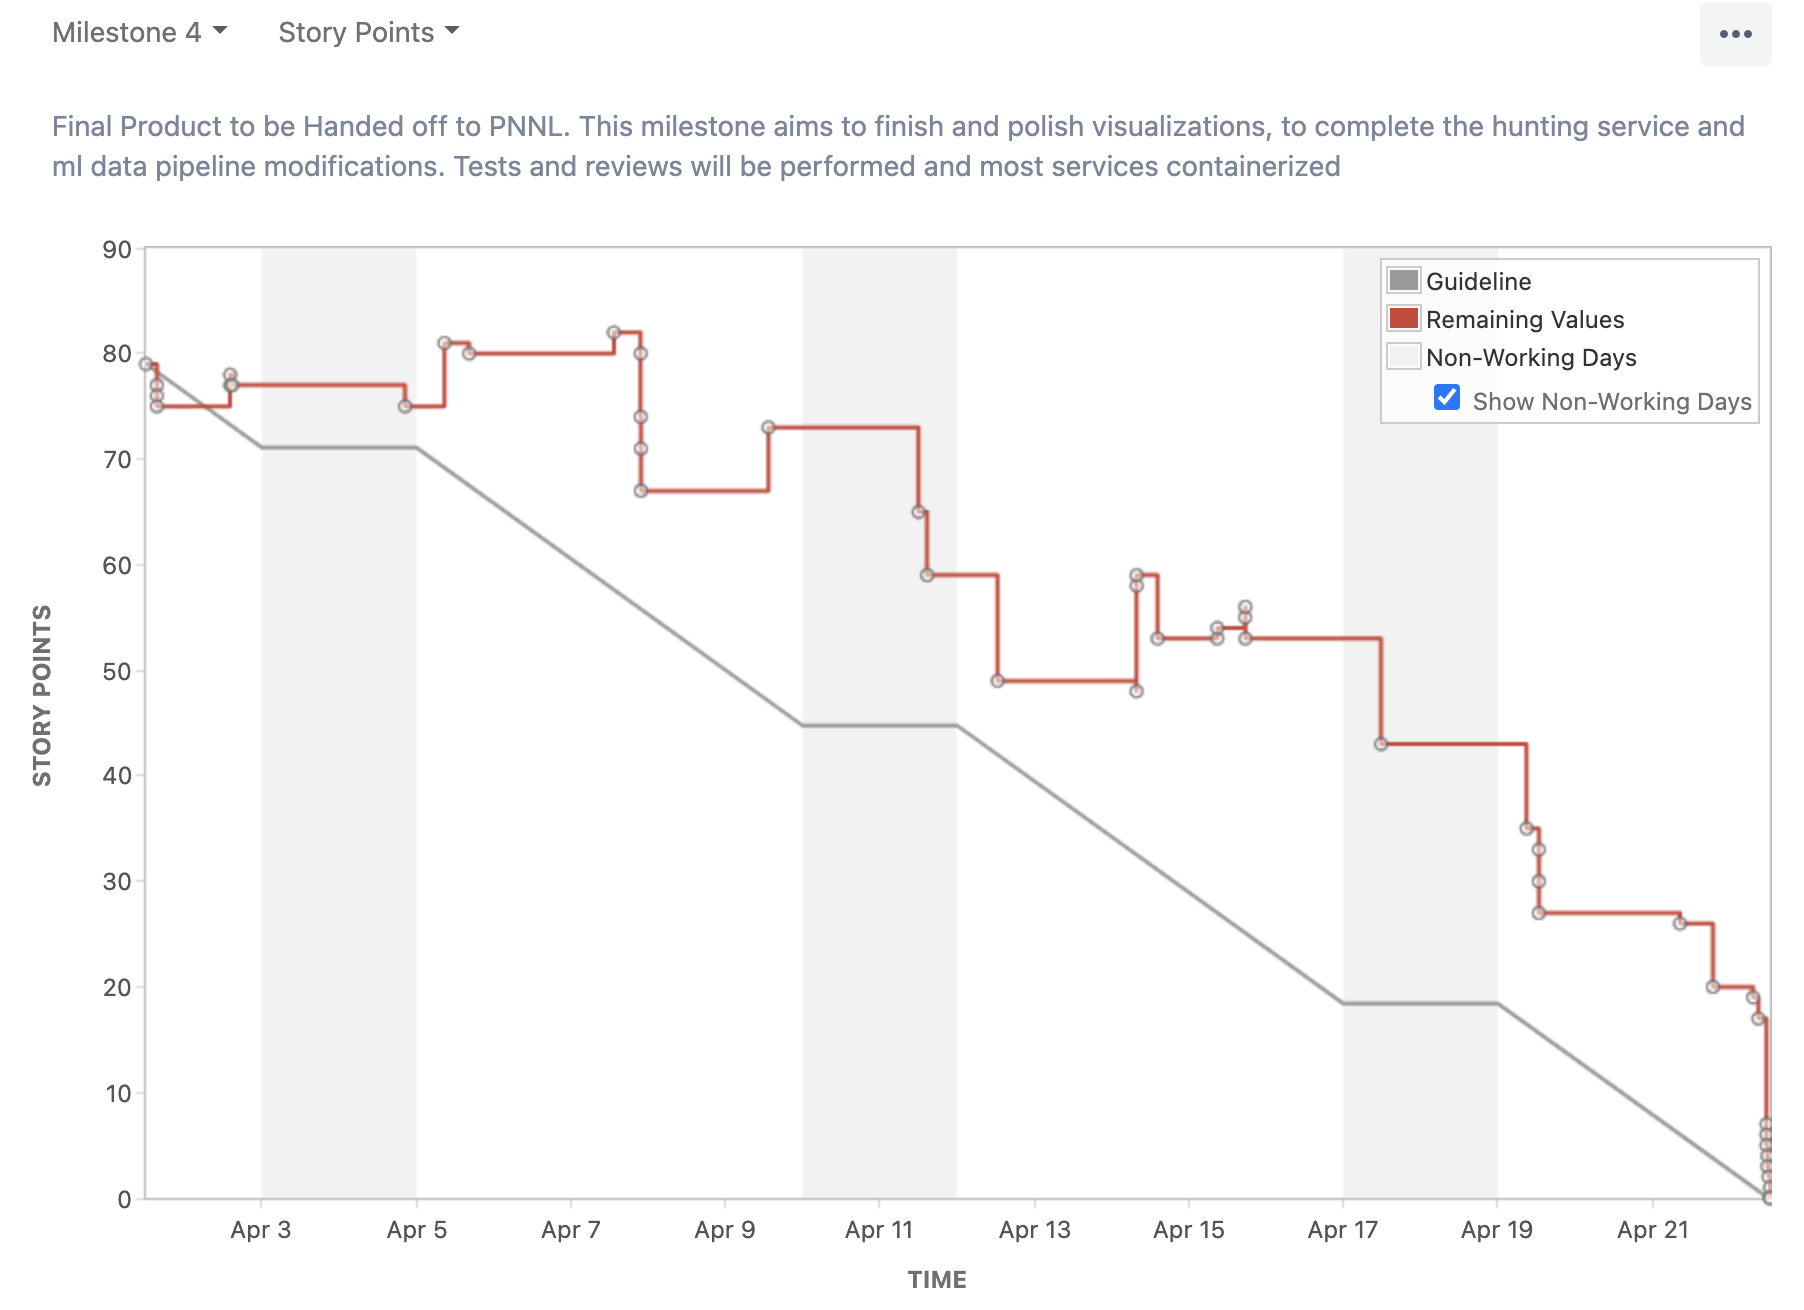 Milestone 4 Story Points
Final Product to be Handed off to PNNL. This milestone aims to finish and polish visualizations, to complete the hunting service and
ml data pipeline modifications. Tests and reviews will be performed and most services containerized
90
80
70
60
50
40
30
20
10
0
STORY POINTS
Guideline
Remaining Values
Non-Working Days
Show Non-Working Days
Apr 3 Apr 5 Apr 7 Apr 9 Apr 11 Apr 13 Apr 15 Apr 17 Apr 19 Apr 21
TIME